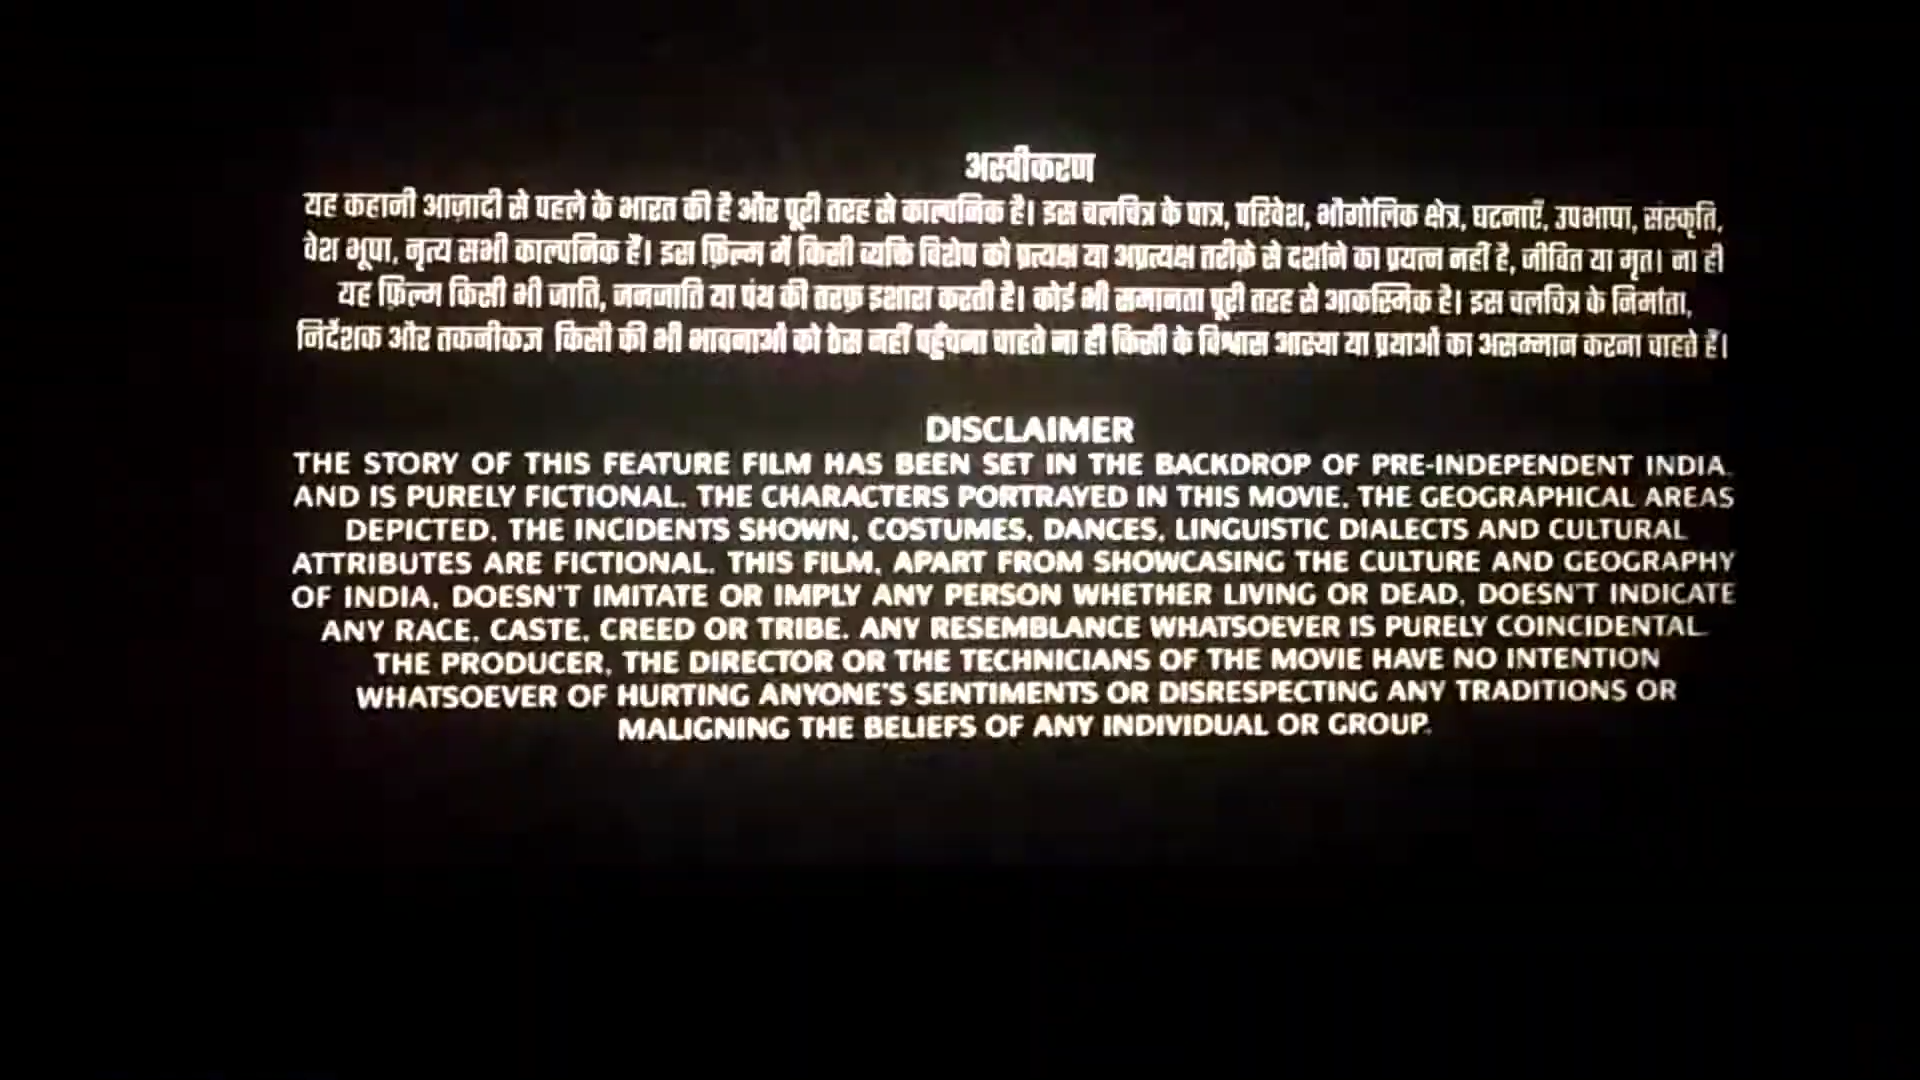 अस्वीकरण
यह कहानी आज़ादी से पहले के भारत की है और पूरी तरह से काल्पनिक है। इस चलचित्र के पात्र, परिवेश, भौगोलिक क्षेत्र, घटनाएँ, उपभाषा, संस्कृति,
वेश भूषा, नृत्य सभी काल्पनिक हैं। इस फ़िल्म में किसी व्यक्ति विशेष को प्रत्यक्ष या अप्रत्यक्ष तरीक़े से दर्शाने का प्रयत्न नहीं है, जीवित या मृत। ना ही
यह फ़िल्म किसी भी जाति, जनजाति या पंथ की तरफ़ इशारा करती है। कोई भी समानता पूरी तरह से आकस्मिक है। इस चलचित्र के निर्माता,
निर्देशक और तकनीकज्ञ किसी की भी भावनाओं को ठेस नहीं पहुँचना चाहते ना ही किसी के विश्वास आस्था या प्रथाओं का असम्मान करना चाहते हैं।
DISCLAIMER
THE STORY OF THIS FEATURE FILM HAS BEEN SET IN THE BACKDROP OF PRE-INDEPENDENT INDIA,
AND IS PURELY FICTIONAL. THE CHARACTERS PORTRAYED IN THIS MOVIE, THE GEOGRAPHICAL AREAS
DEPICTED, THE INCIDENTS SHOWN, COSTUMES, DANCES, LINGUISTIC DIALECTS AND CULTURAL
ATTRIBUTES ARE FICTIONAL. THIS FILM, APART FROM SHOWCASING THE CULTURE AND GEOGRAPHY
OF INDIA, DOESN'T IMITATE OR IMPLY ANY PERSON WHETHER LIVING OR DEAD, DOESN'T INDICATE
ANY RACE, CASTE, CREED OR TRIBE. ANY RESEMBLANCE WHATSOEVER IS PURELY COINCIDENTAL.
THE PRODUCER, THE DIRECTOR OR THE TECHNICIANS OF THE MOVIE HAVE NO INTENTION
WHATSOEVER OF HURTING ANYONE'S SENTIMENTS OR DISRESPECTING ANY TRADITIONS OR
MALIGNING THE BELIEFS OF ANY INDIVIDUAL OR GROUP.